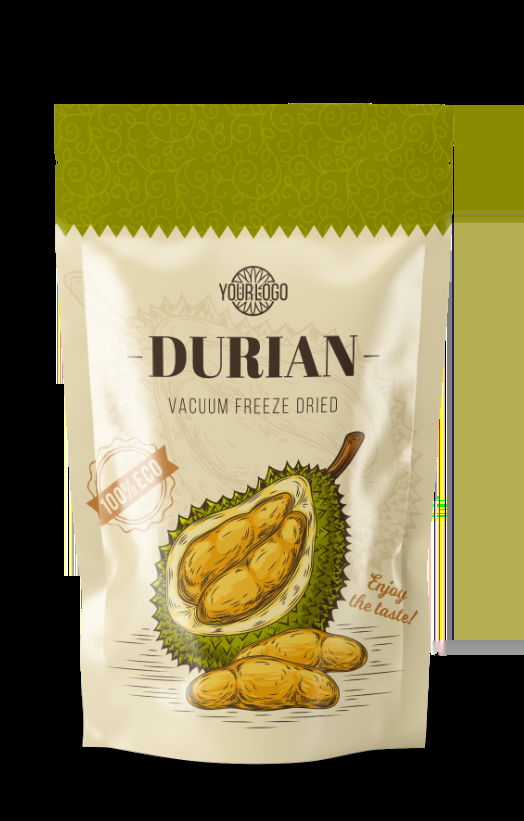 YOURLOGO
DURIAN
VACUUM FREEZE DRIED
100% ECO
Enjoy
the taste!